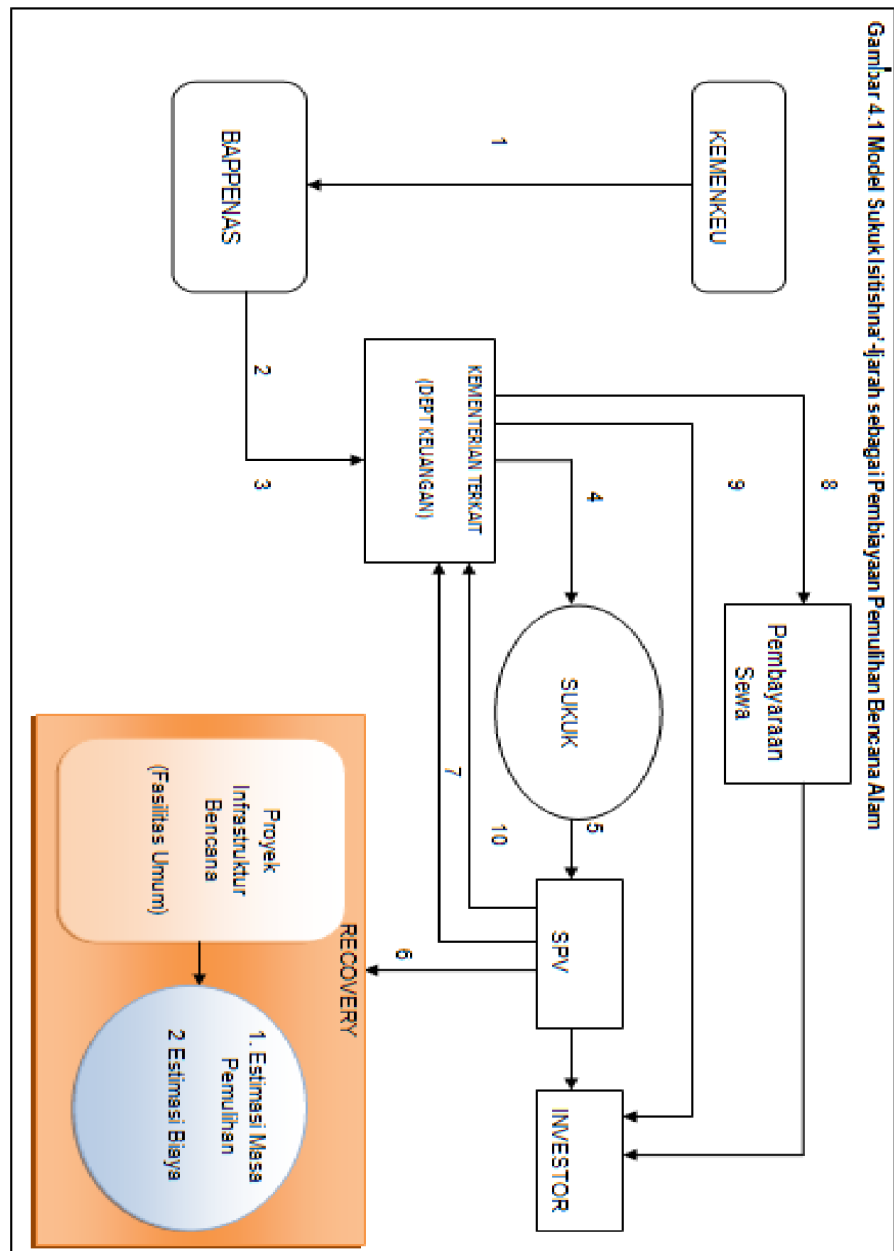 Gambar 4.1 Model Sukuk Isitishna'-Ijarah sebagai Pembiayaan Pemulihan Bencana Alam
KEMENKEU
1
BAPPENAS
2
3
KEMENTERIAN TERKAIT
(DEPT KEUANGAN)
8
9
4
Pembayaraan
Sewa
SUKUK
5
10
7
SPV
6
INVESTOR
RECOVERY
Proyek
Infrastruktur
Bencana
(Fasilitas Umum)
1. Estimasi Masa
Pemulihan
2 Estimasi Biaya